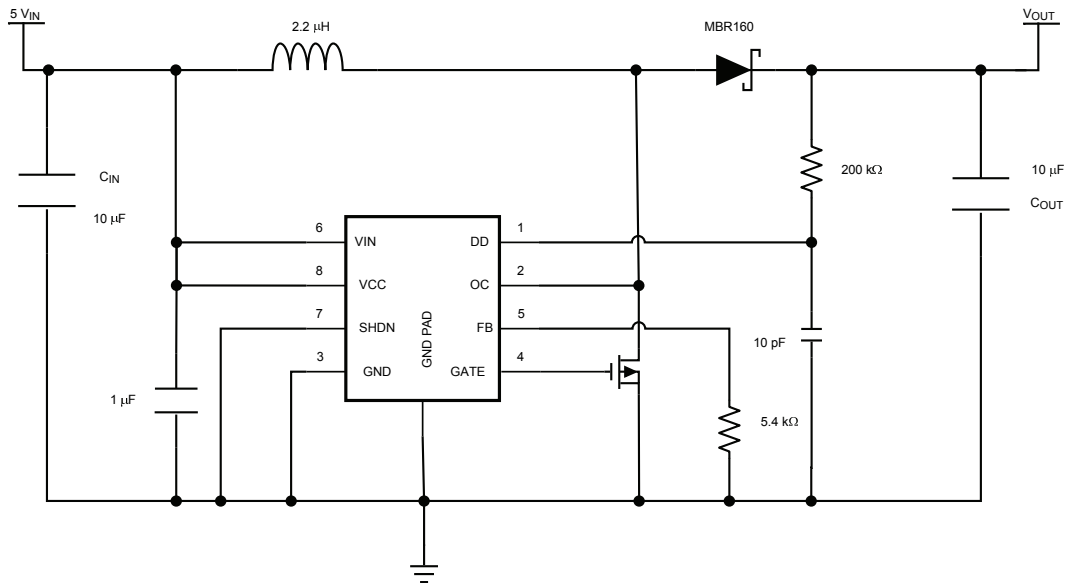 5 VIN
2.2 μH
MBR160
VOUT
CIN
10 μF
200 kΩ
10 μF
COUT
6
VIN
DD
1
8
VCC
OC
2
7
SHDN
FB
5
3
GND
GATE
4
GND PAD
1 μF
10 pF
5.4 kΩ